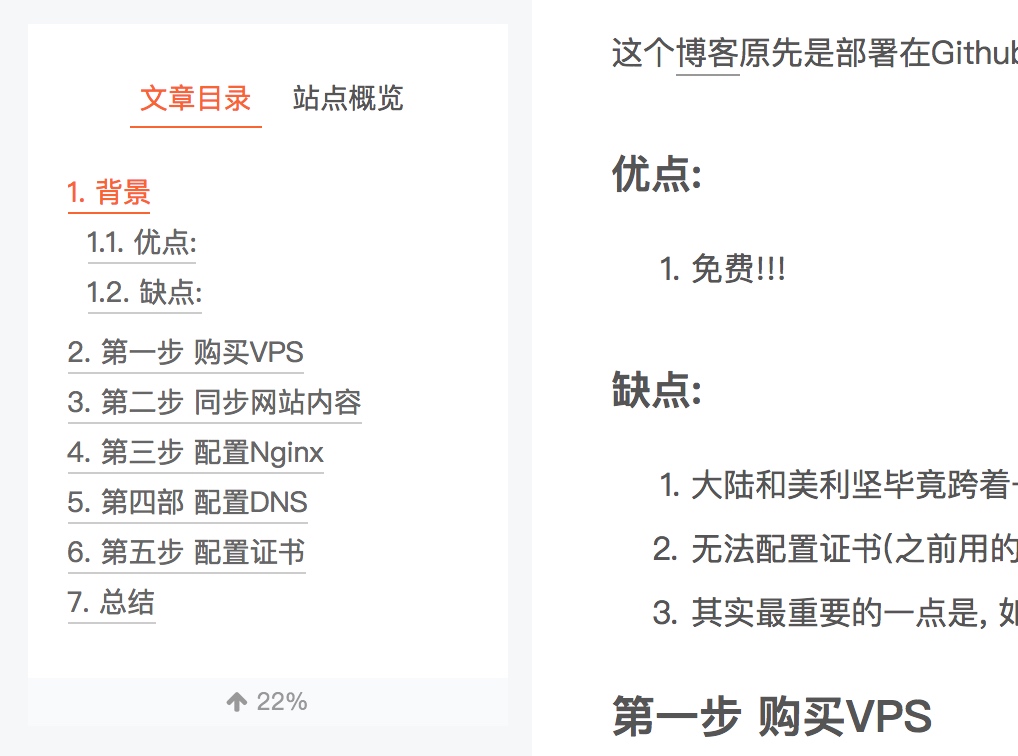 文章目录 站点概览
1. 背景
1.1. 优点:
1.2. 缺点:
2. 第一步 购买VPS
3. 第二步 同步网站内容
4. 第三步 配置Nginx
5. 第四部 配置DNS
6. 第五步 配置证书
7. 总结
22%
这个博客原先是部署在Github
优点:
1. 免费!!!
缺点:
1. 大陆和美利坚毕竟跨着
2. 无法配置证书(之前用的
3. 其实最重要的一点是, 如
第一步 购买VPS